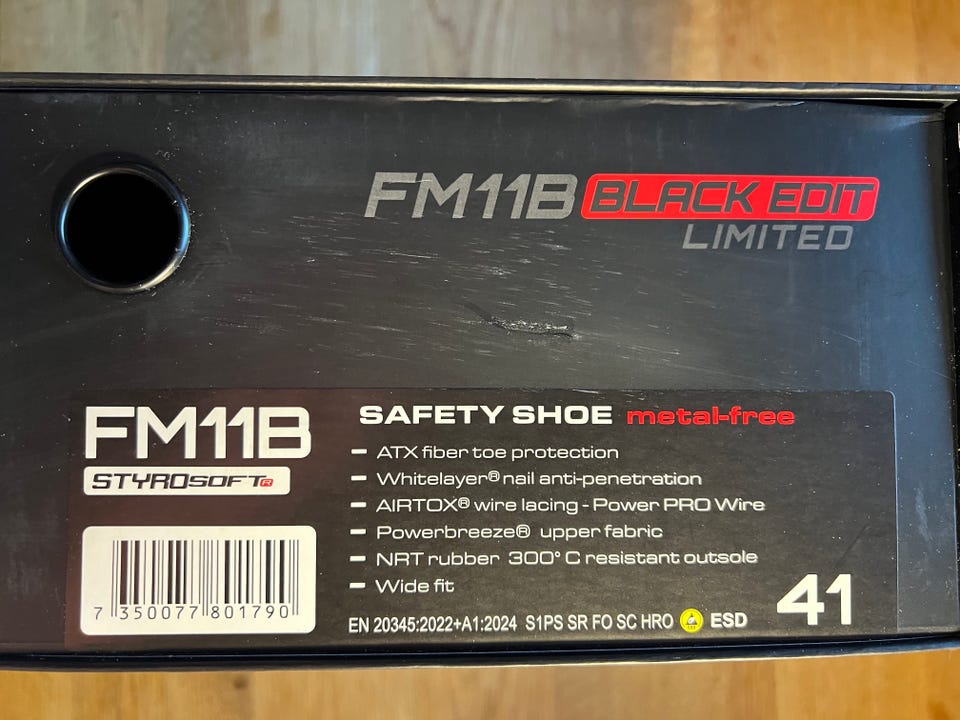 FM11B BLACK EDIT
LIMITED
FM11B
STYROSOFT®
SAFETY SHOE metal-free
– ATX fiber toe protection
– Whitelayer® nail anti-penetration
– AIRTOX® wire lacing - Power PRO Wire
– Powerbreeze® upper fabric
– NRT rubber 300° C resistant outsole
– Wide fit
7 350077 801790
EN 20345:2022+A1:2024 S1PS SR FO SC HRO ESD
41